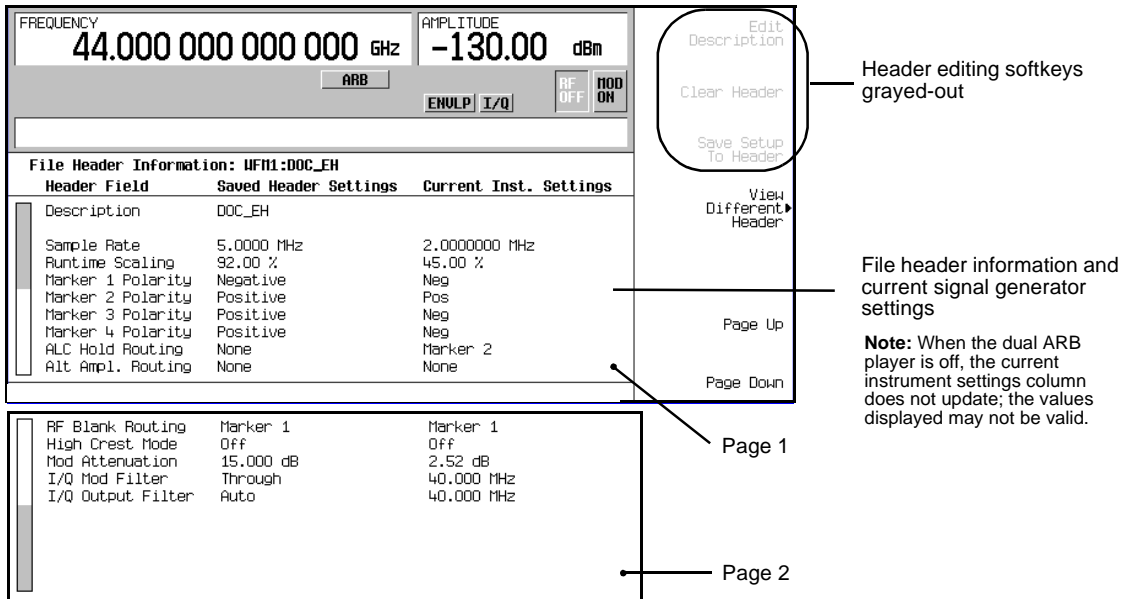 FREQUENCY
44.000 000 000 000 GHz
AMPLITUDE
-130.00 dBm
ARB
ENVLP I/Q
RF OFF
MOD ON
File Header Information: WFM1:DOC_EH
Header Field Saved Header Settings Current Inst. Settings
Description DOC_EH
Sample Rate 5.0000 MHz 2.0000000 MHz
Runtime Scaling 92.00 % 45.00 %
Marker 1 Polarity Negative Neg
Marker 2 Polarity Positive Pos
Marker 3 Polarity Positive Neg
Marker 4 Polarity Positive Neg
ALC Hold Routing None Marker 2
Alt Ampl. Routing None None
Edit
Description
Clear Header
Save Setup
To Header
View
Different
Header
Page Up
Page Down
RF Blank Routing Marker 1 Marker 1
High Crest Mode Off Off
Mod Attenuation 15.000 dB 2.52 dB
I/Q Mod Filter Through 40.000 MHz
I/Q Output Filter Auto 40.000 MHz
Header editing softkeys
grayed-out
File header information and
current signal generator
settings
Note: When the dual ARB
player is off, the current
instrument settings column
does not update; the values
displayed may not be valid.
Page 1
Page 2